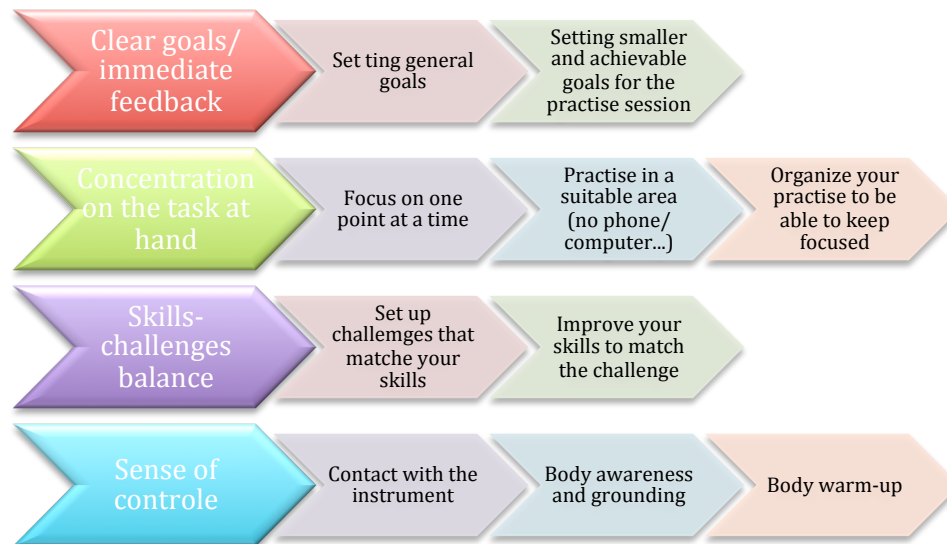 Clear goals/
immediate
feedback
Set ting general
goals
Setting smaller
and achievable
goals for the
practise session
Concentration
on the task at
hand
Focus on one
point at a time
Practise in a
suitable area
(no phone/
computer...)
Organize your
practise to be
able to keep
focused
Skills-
challenges
balance
Set up
challemges that
matche your
skills
Improve your
skills to match
the challenge
Sense of
controle
Contact with the
instrument
Body awareness
and grounding
Body warm-up